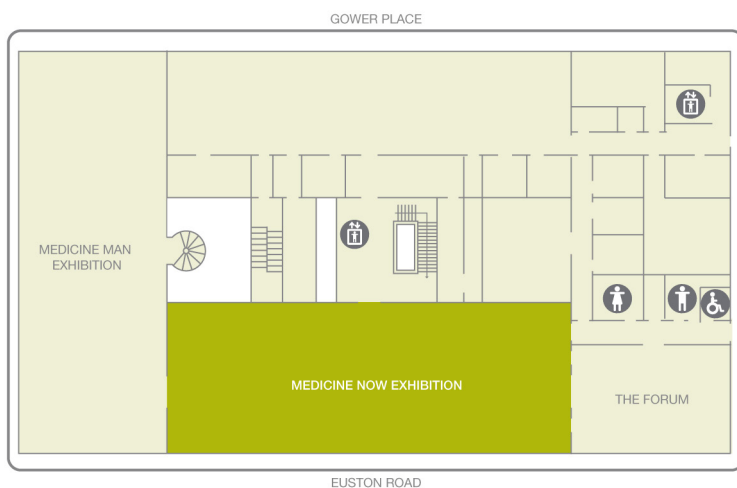 GOWER PLACE
MEDICINE MAN
EXHIBITION
MEDICINE NOW EXHIBITION
THE FORUM
EUSTON ROAD